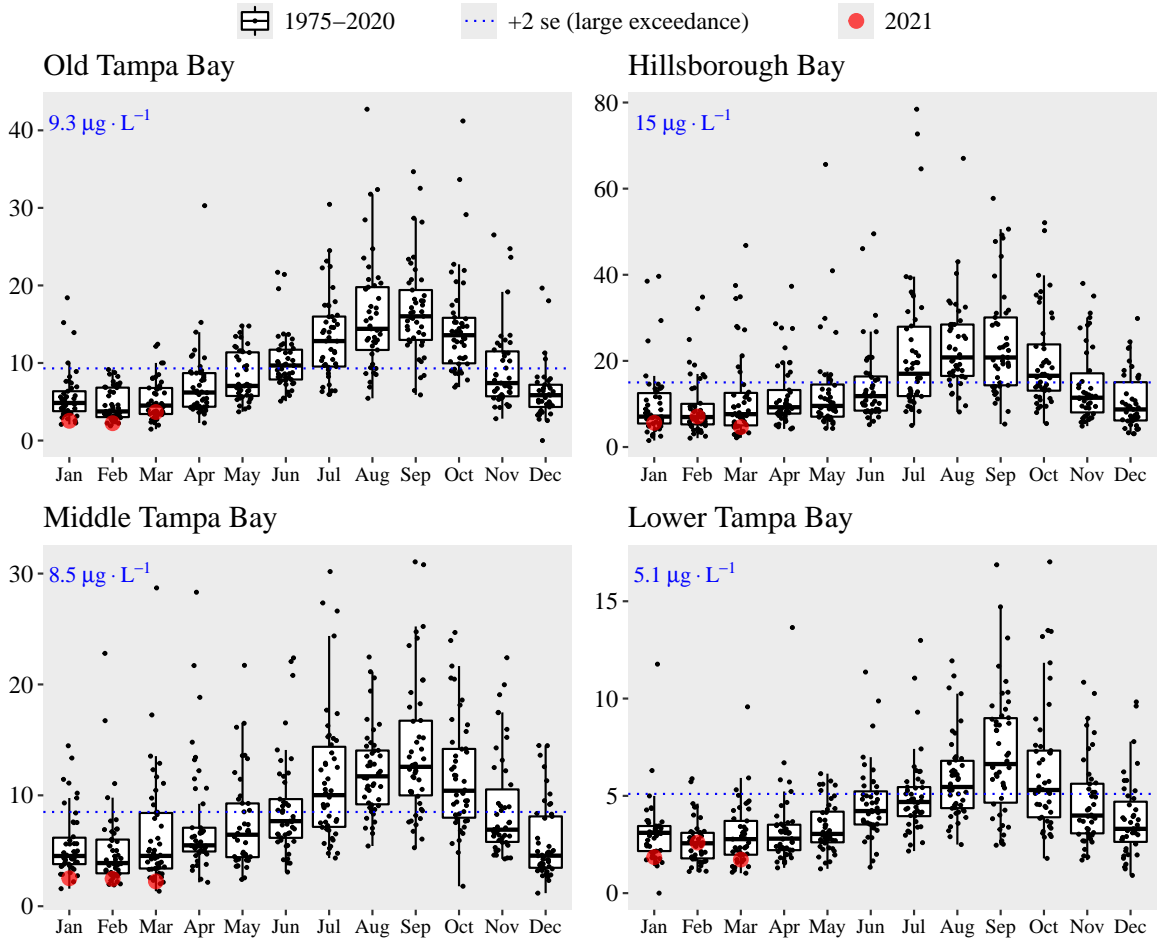 1975−2020 +2 se (large exceedance) 2021
Old Tampa Bay
9.3 μg · L⁻¹
40
30
20
10
0
Jan Feb Mar Apr May Jun Jul Aug Sep Oct Nov Dec
Hillsborough Bay
15 μg · L⁻¹
80
60
40
20
0
Jan Feb Mar Apr May Jun Jul Aug Sep Oct Nov Dec
Middle Tampa Bay
8.5 μg · L⁻¹
30
20
10
0
Jan Feb Mar Apr May Jun Jul Aug Sep Oct Nov Dec
Lower Tampa Bay
5.1 μg · L⁻¹
15
10
5
0
Jan Feb Mar Apr May Jun Jul Aug Sep Oct Nov Dec